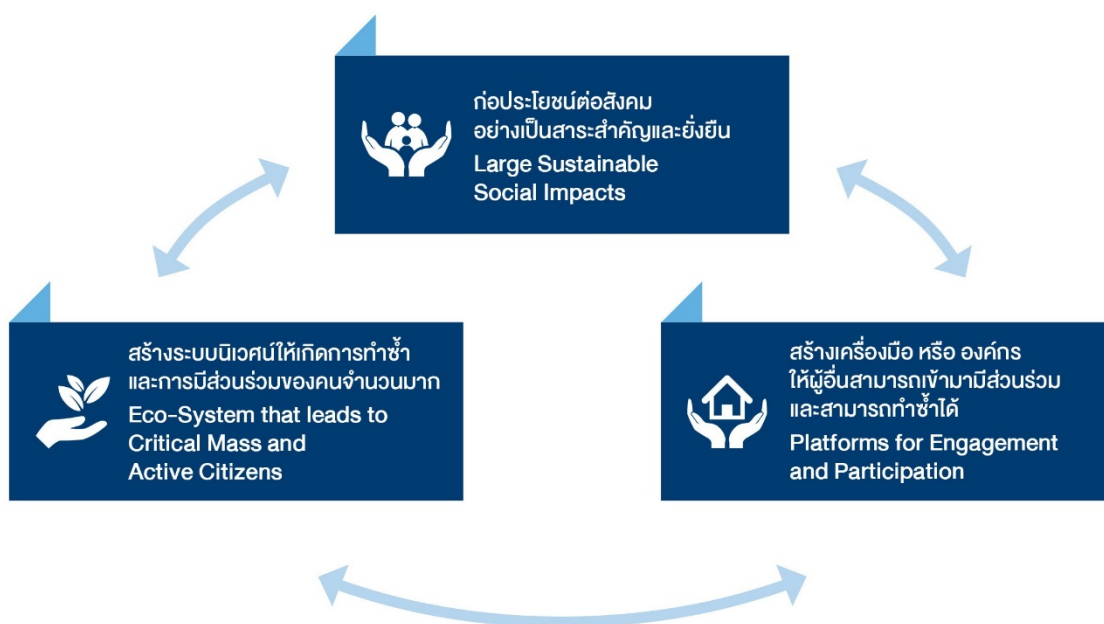 ก่อประโยชน์ต่อสังคม
อย่างเป็นสาระสำคัญและยั่งยืน
Large Sustainable
Social Impacts
สร้างระบบนิเวศน์ให้เกิดการทำซ้ำ
และการมีส่วนร่วมของคนจำนวนมาก
Eco-System that leads to
Critical Mass and
Active Citizens
สร้างเครื่องมือ หรือ องค์กร
ให้ผู้อื่นสามารถเข้ามามีส่วนร่วม
และสามารถทำซ้ำได้
Platforms for Engagement
and Participation